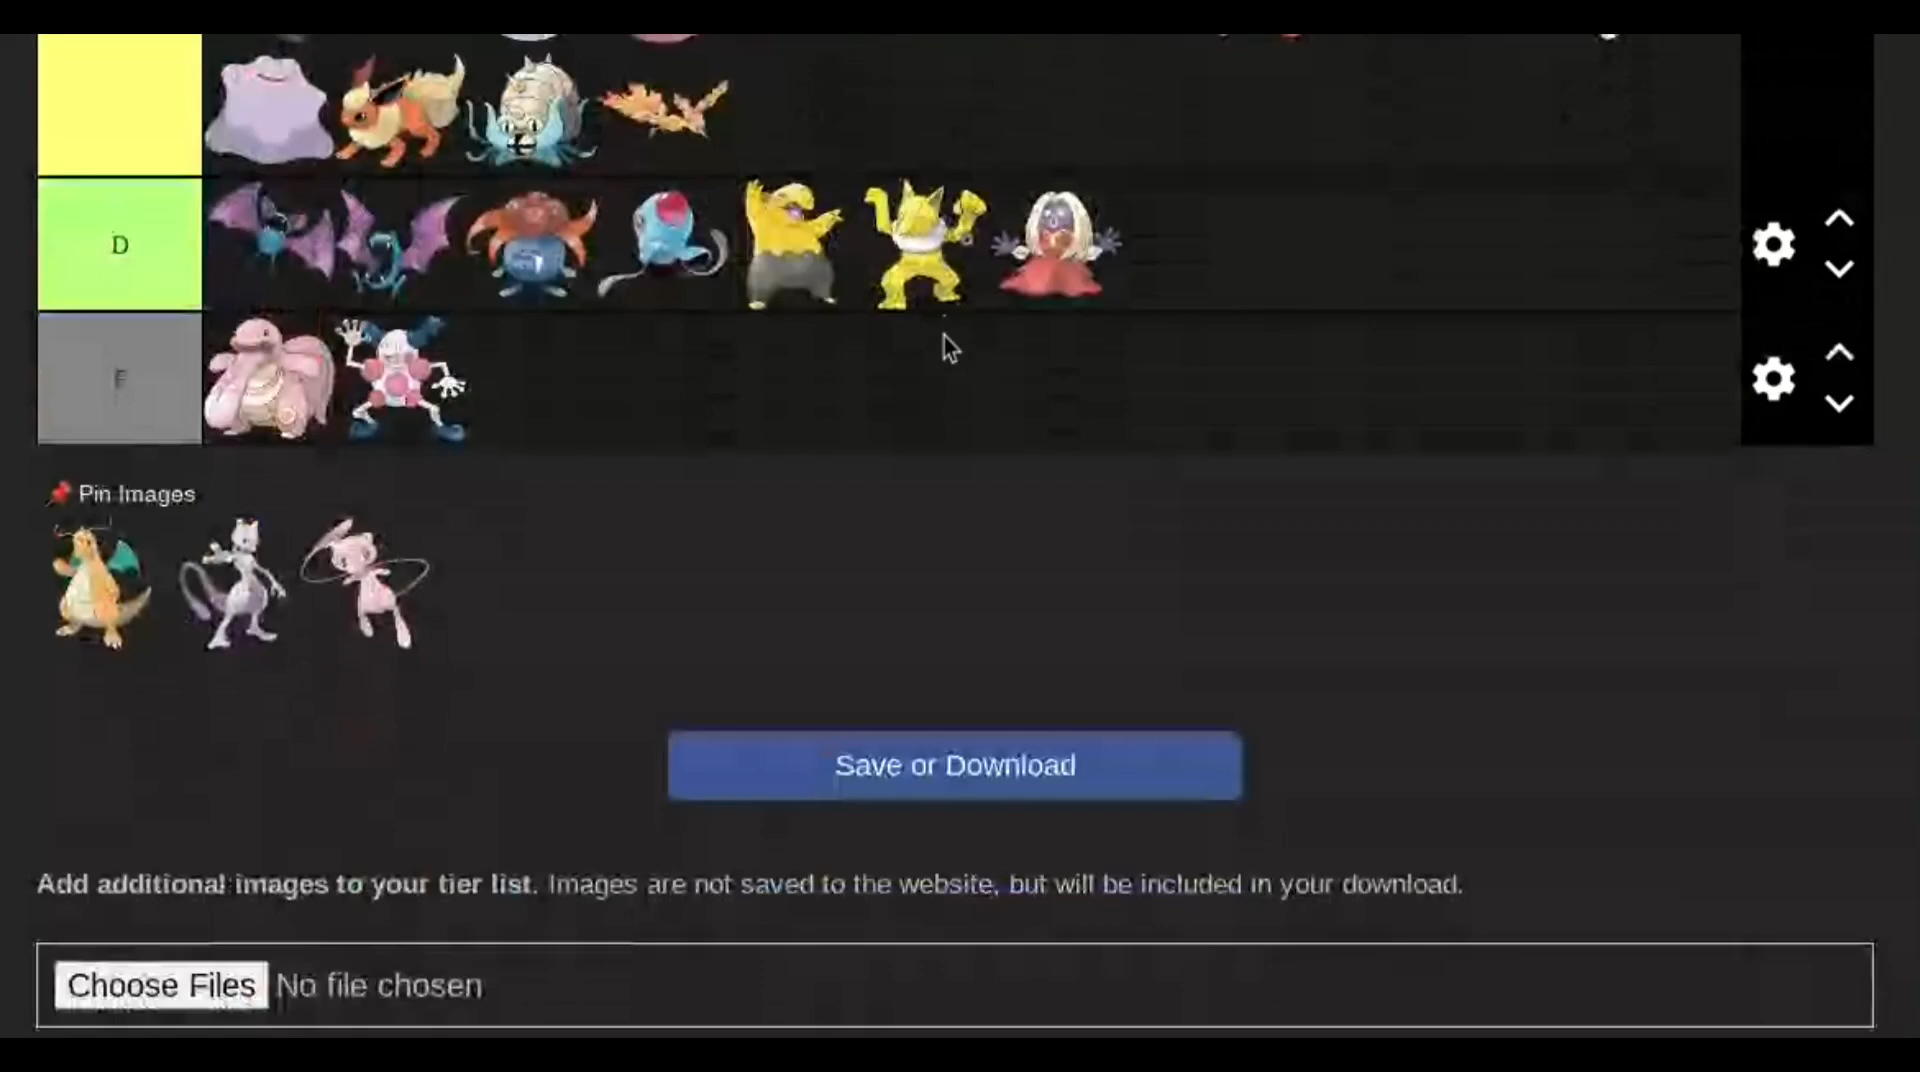 D
F
Pin Images
Save or Download
Add additional images to your tier list. Images are not saved to the website, but will be included in your download.
Choose Files No file chosen